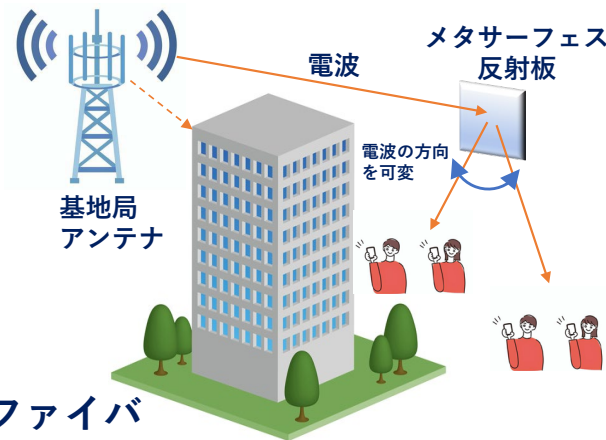 メタサーフェス
反射板
電波
電波の方向
を可変
基地局
アンテナ
ファイバ